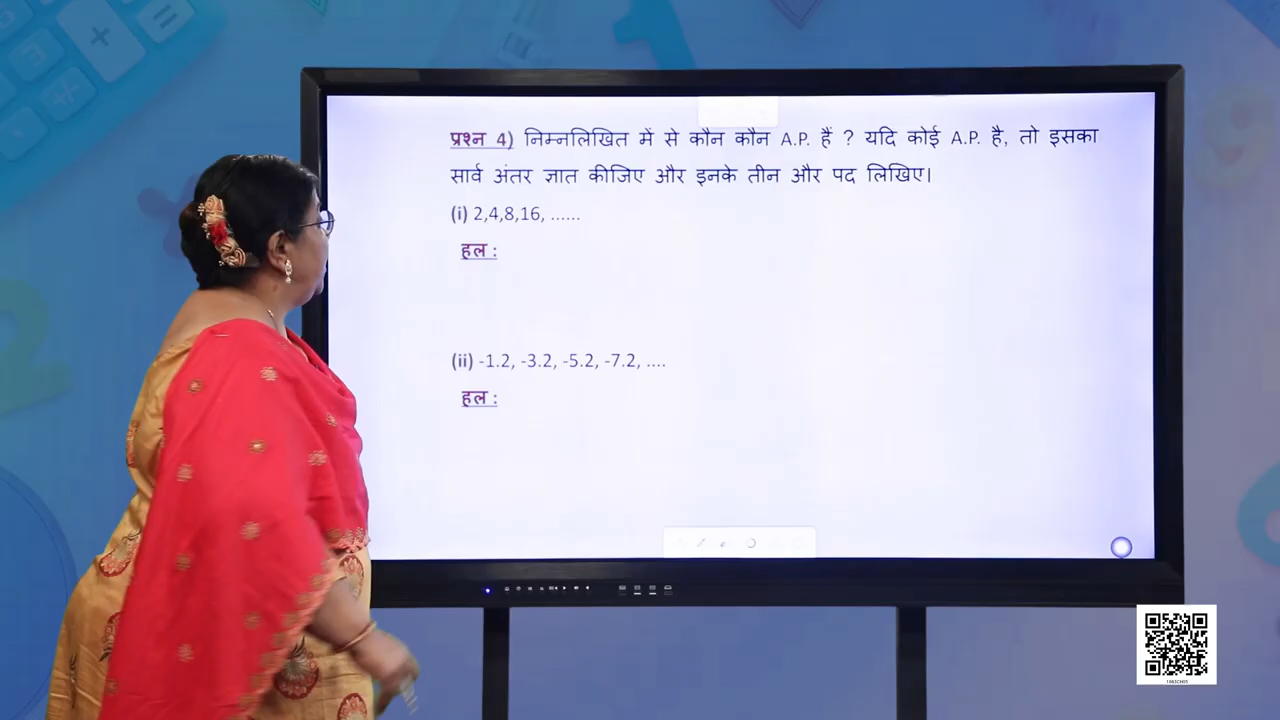 प्रश्न 4) निम्नलिखित में से कौन कौन A.P. हैं ? यदि कोई A.P. है, तो इसका
सार्व अंतर ज्ञात कीजिए और इनके तीन और पद लिखिए।
(i) 2,4,8,16, ......
हल :
(ii) -1.2, -3.2, -5.2, -7.2, ....
हल :
1063CH05